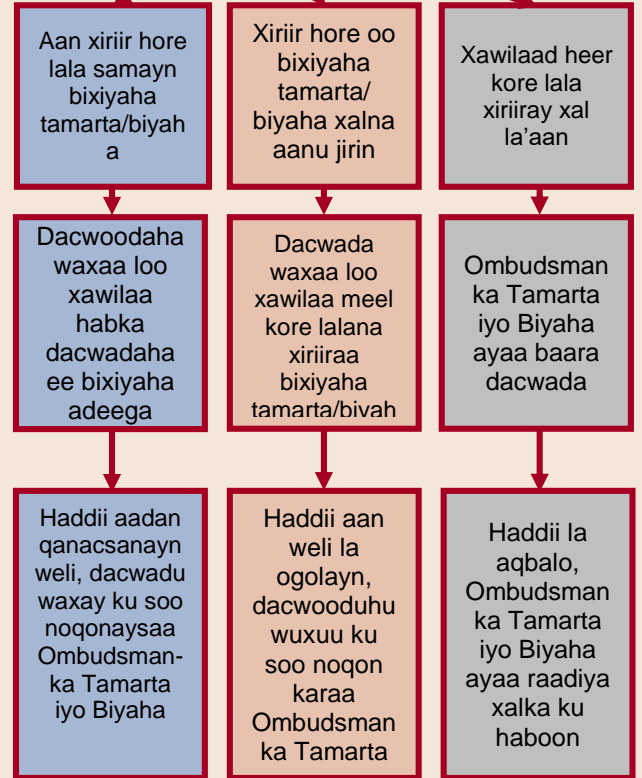 Aan xiriir hore
lala samayn
bixiyaha
tamarta/biyah
a
Xiriir hore oo
bixiyaha
tamarta/
biyaha xalna
aanu jirin
Xawilaad heer
kore lala
xiriiray xal
la'aan
Dacwoodaha
waxaa loo
xawilaa
habka
dacwadaha
ee bixiyaha
adeega
Dacwada
waxaa loo
xawilaa meel
kore lalana
xiriiraa
bixiyaha
tamarta/biyah
Ombudsman
ka Tamarta
iyo Biyaha
ayaa baara
dacwada
Haddii aadan
qanacsanayn
weli, dacwadu
waxay ku soo
noqonaysaa
Ombudsman-
ka Tamarta
iyo Biyaha
Haddii aan
weli la
ogolayn,
dacwooduhu
wuxuu ku
soo noqon
karaa
Ombudsman
ka Tamarta
Haddii la
aqbalo,
Ombudsman
ka Tamarta
iyo Biyaha
ayaa raadiya
xalka ku
haboon